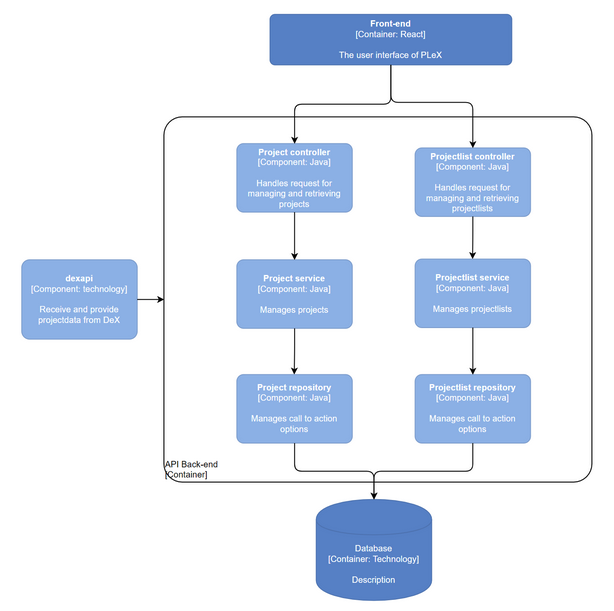 Front-end
[Container: React]
The user interface of PLeX
Project controller
[Component: Java]
Handles request for
managing and retrieving
projects
Projectlist controller
[Component: Java]
Handles request for
managing and retrieving
projectlists
dexapi
[Component: technology]
Receive and provide
projectdata from DeX
Project service
[Component: Java]
Manages projects
Projectlist service
[Component: Java]
Manages projectlists
Project repository
[Component: Java]
Manages call to action
options
Projectlist repository
[Component: Java]
Manages call to action
options
API Back-end
[Container]
Database
[Container: Technology]
Description